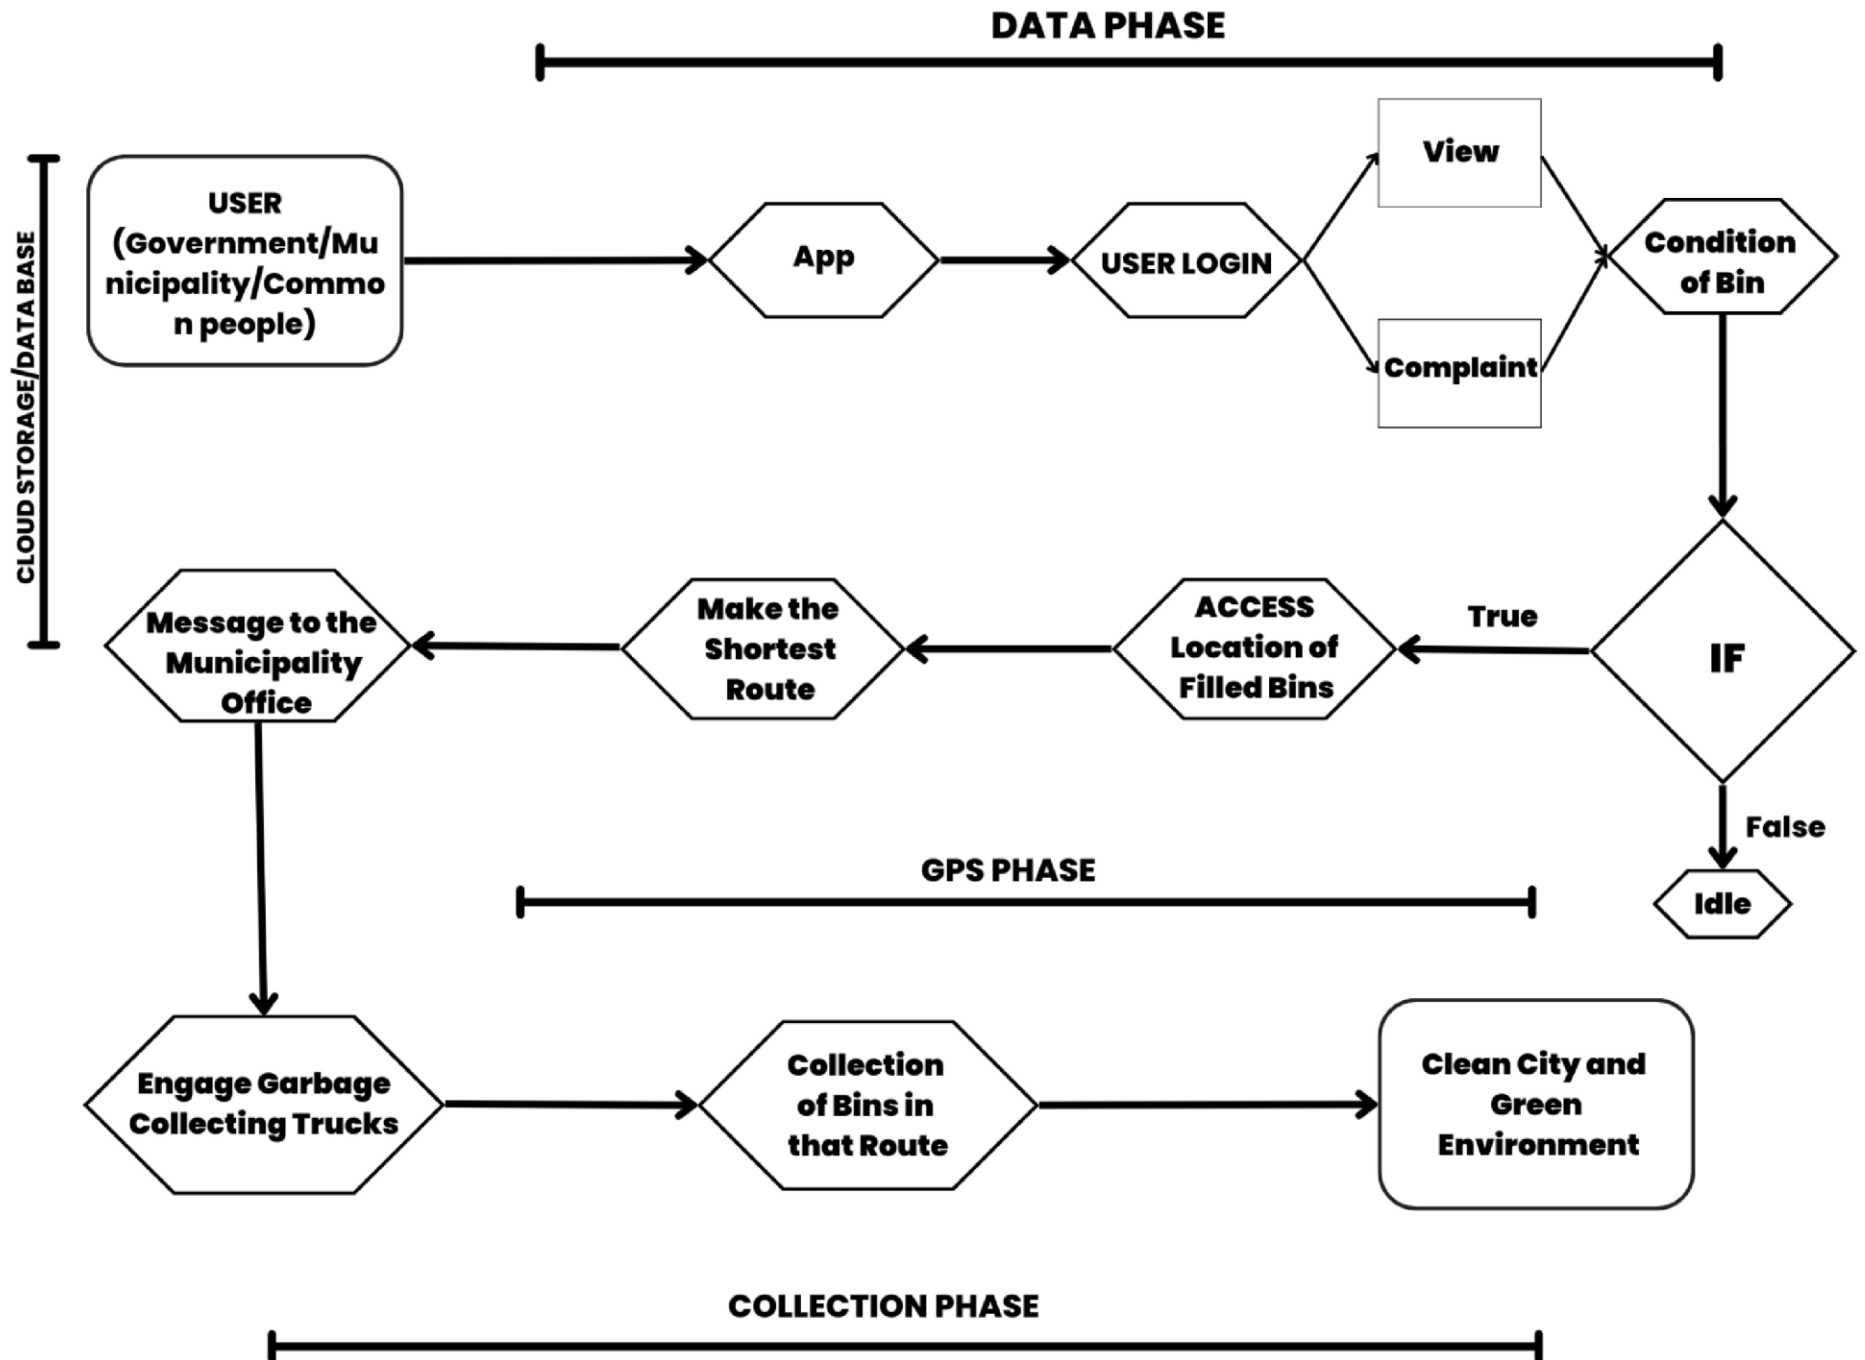 DATA PHASE
CLOUD STORAGE/DATA BASE
USER
(Government/Mu
nicipality/Commo
n people)
App
USER LOGIN
View
Complaint
Condition
of Bin
IF
True
False
Idle
ACCESS
Location of
Filled Bins
Make the
Shortest
Route
Message to the
Municipality
Office
GPS PHASE
Engage Garbage
Collecting Trucks
Collection
of Bins in
that Route
Clean City and
Green
Environment
COLLECTION PHASE